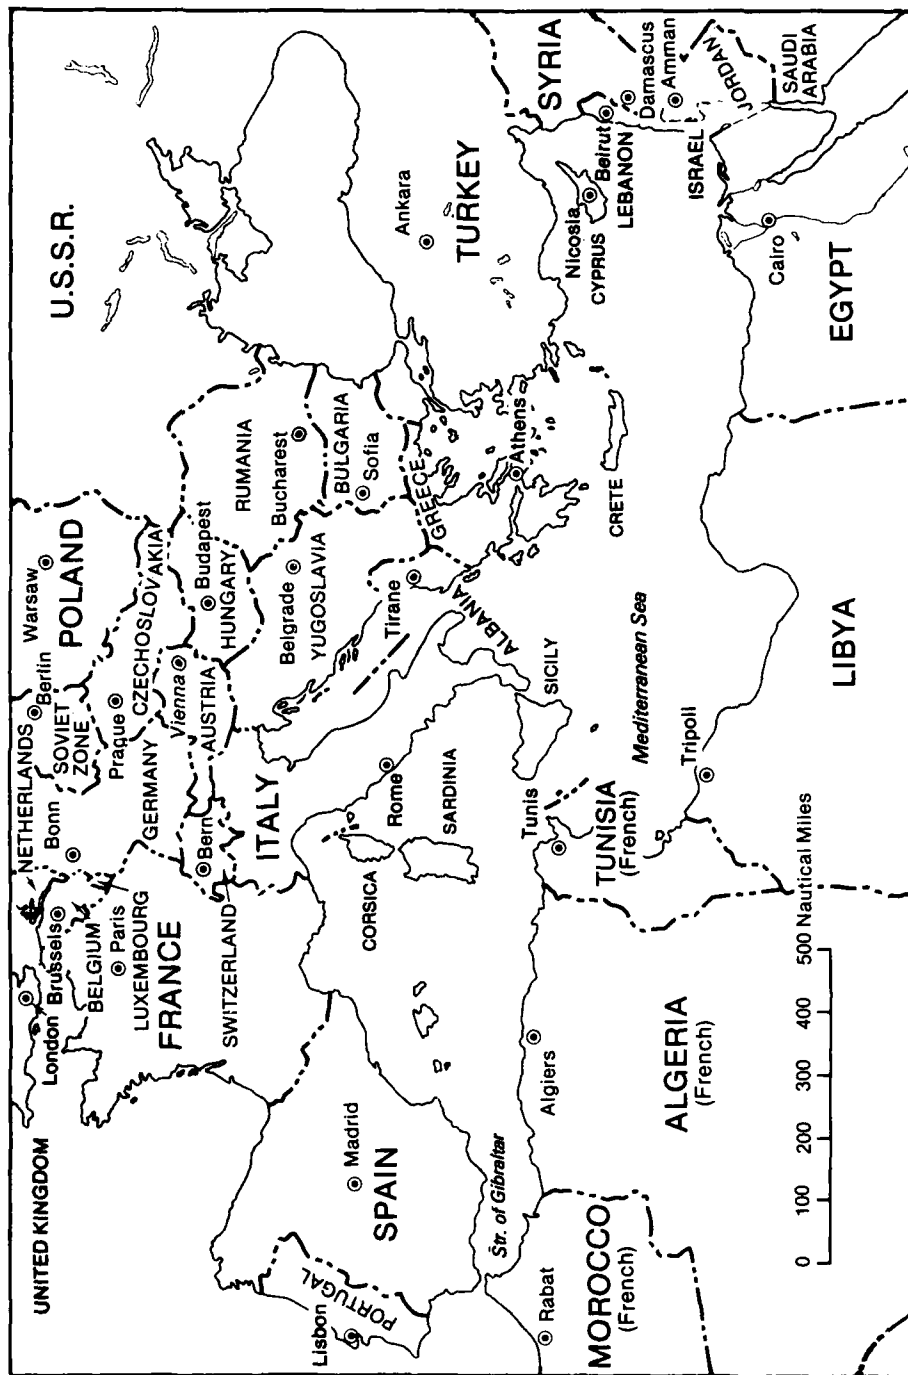 UNITED KINGDOM
London
Brussels
NETHERLANDS
Bonn
BELGIUM
Paris
LUXEMBOURG
FRANCE
SWITZERLAND
Bern
GERMANY
SOVIET
ZONE
Berlin
Warsaw
POLAND
Prague
CZECHOSLOVAKIA
Vienna
AUSTRIA
Budapest
HUNGARY
U.S.S.R.
RUMANIA
Bucharest
BULGARIA
Sofia
Belgrade
YUGOSLAVIA
Tirane
ALBANIA
GREECE
Athens
CRETE
ITALY
Rome
CORSICA
SARDINIA
SICILY
Lisbon
PORTUGAL
Madrid
SPAIN
Str. of Gibraltar
Rabat
MOROCCO
(French)
Algiers
ALGERIA
(French)
Tunis
TUNISIA
(French)
Mediterranean Sea
Tripoli
LIBYA
Ankara
TURKEY
Nicosia
CYPRUS
SYRIA
Beirut
LEBANON
Damascus
Amman
ISRAEL
JORDAN
SAUDI
ARABIA
Cairo
EGYPT
0 100 200 300 400 500 Nautical Miles